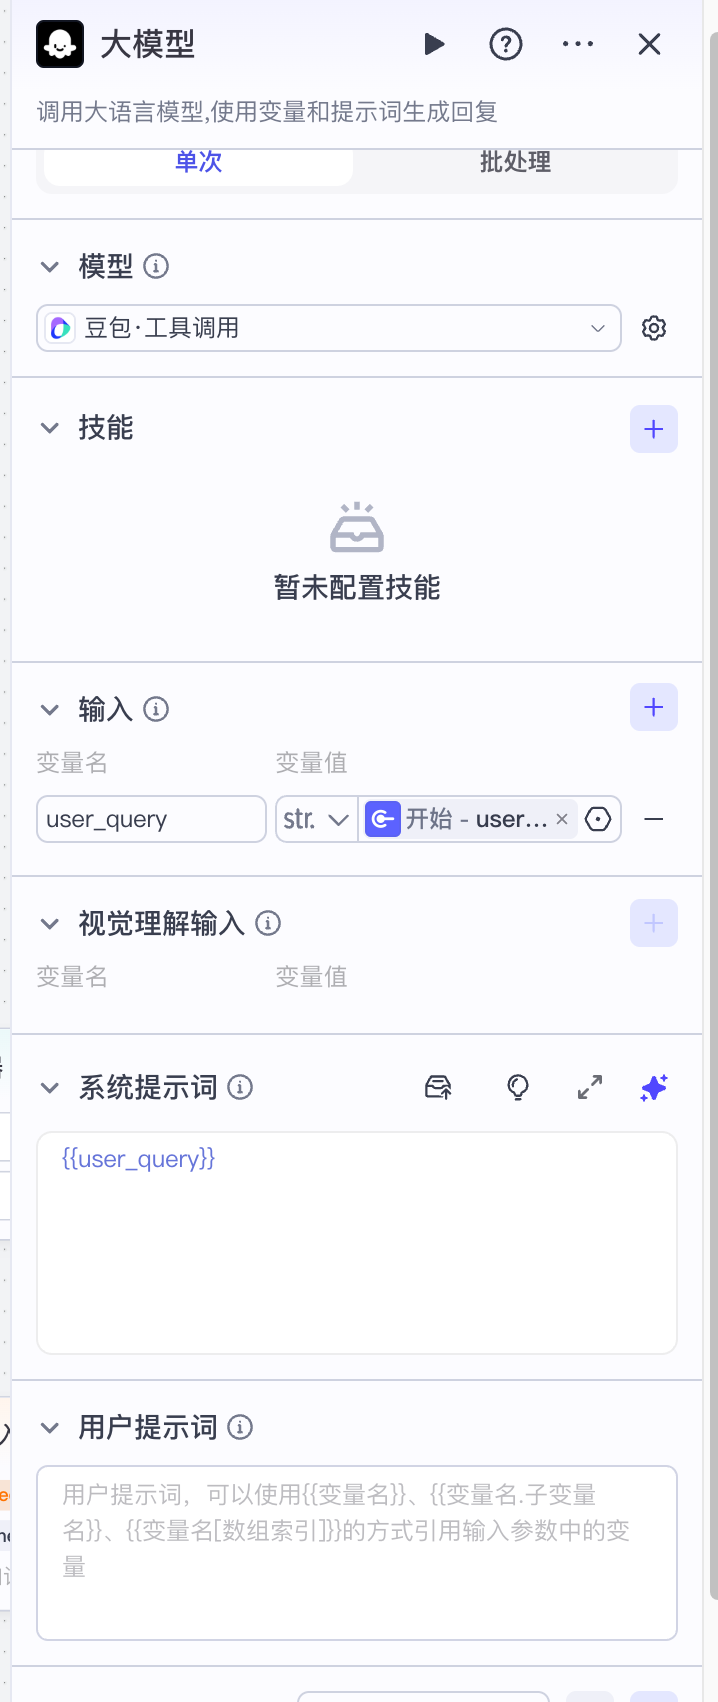 大模型
调用大语言模型,使用变量和提示词生成回复
单次 批处理
模型
豆包·工具调用
技能
暂未配置技能
输入
变量名 变量值
user_query str. 开始 - user...
视觉理解输入
变量名 变量值
系统提示词
{{user_query}}
用户提示词
用户提示词，可以使用{{变量名}}、{{变量名.子变量
名}}、{{变量名[数组索引]}}的方式引用输入参数中的变
量